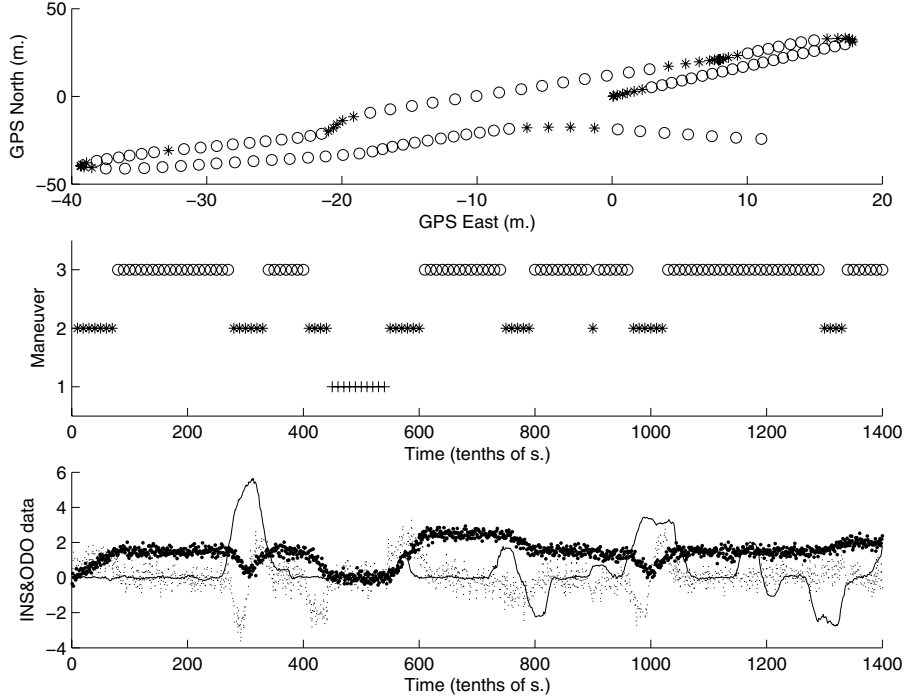 50
0
−50
GPS North (m.)
−40 −30 −20 −10 0 10 20
GPS East (m.)
3
2
1
Maneuver
0 200 400 600 800 1000 1200 1400
Time (tenths of s.)
6
4
2
0
−2
−4
INS&ODO data
0 200 400 600 800 1000 1200 1400
Time (tenths of s.)